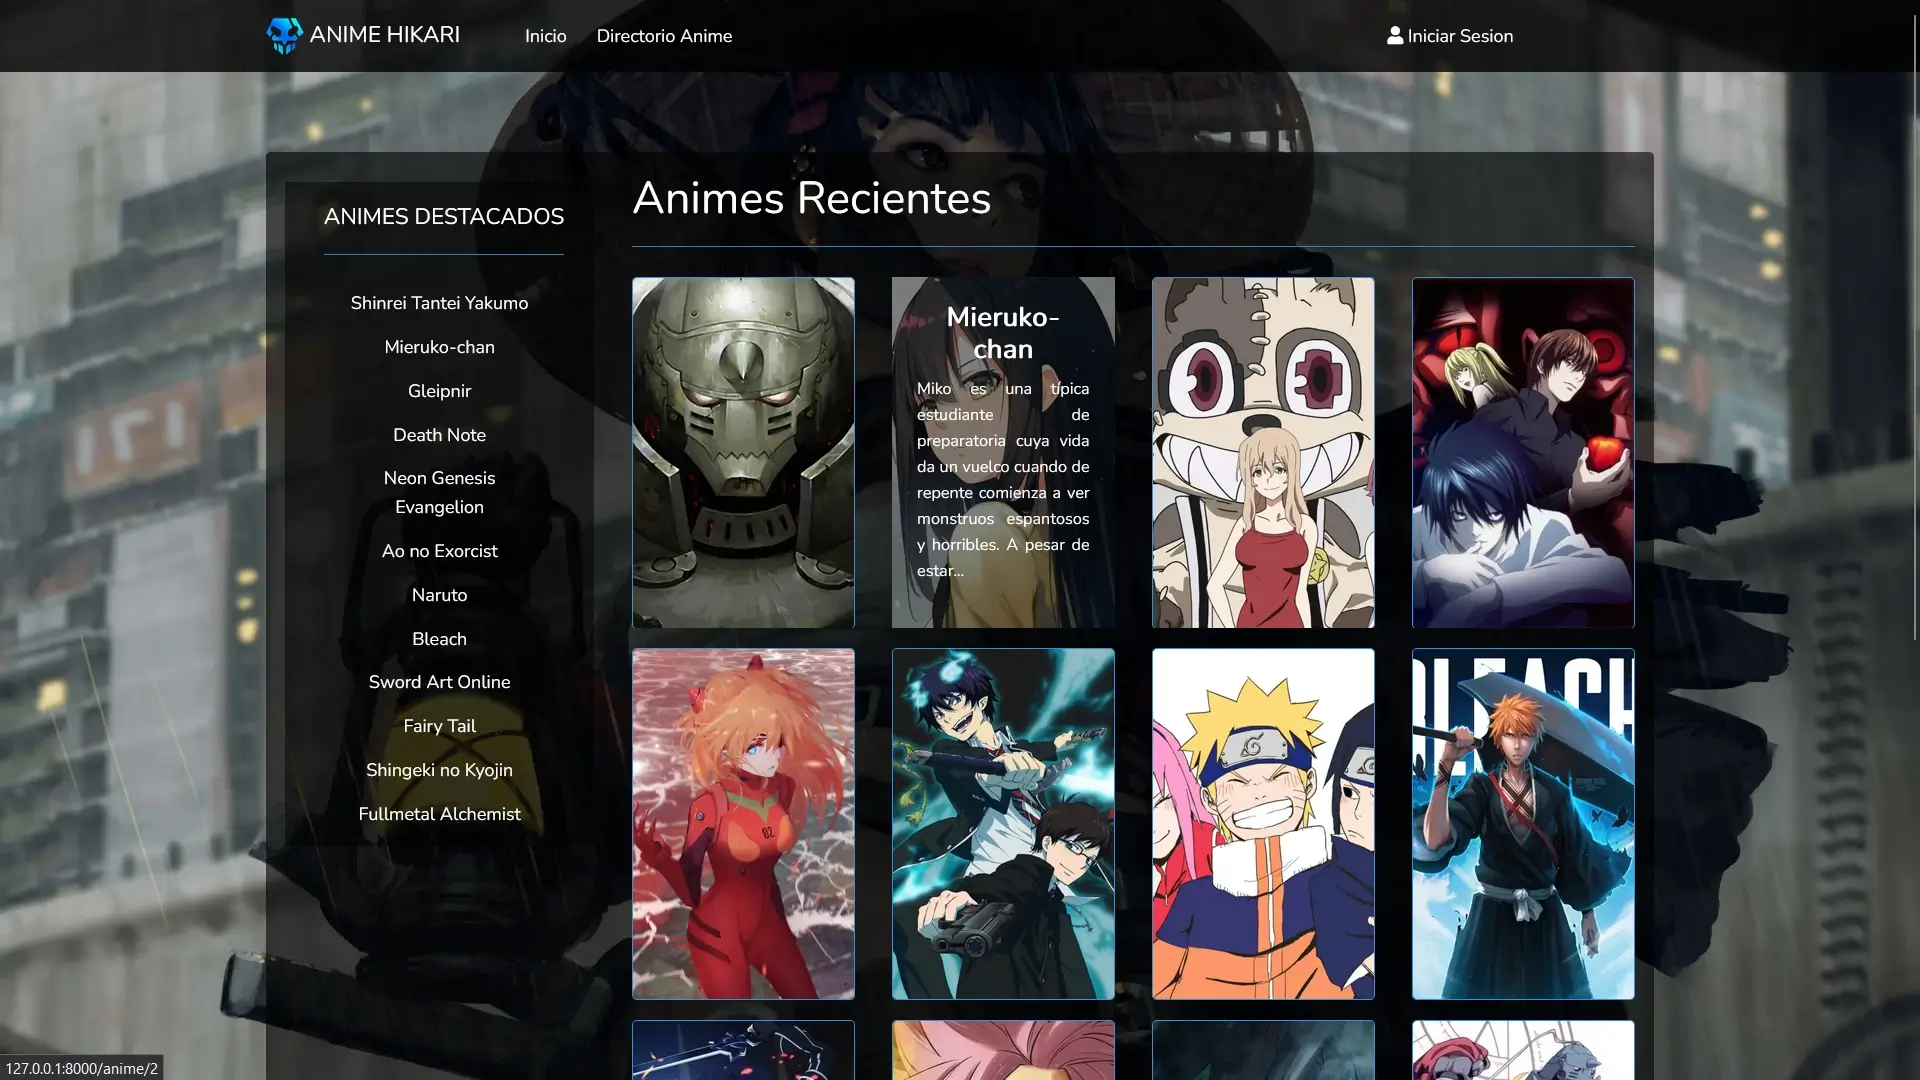 ANIME HIKARI
Inicio
Directorio Anime
Iniciar Sesion
ANIMES DESTACADOS
Shinrei Tantei Yakumo
Mieruko-chan
Gleipnir
Death Note
Neon Genesis
Evangelion
Ao no Exorcist
Naruto
Bleach
Sword Art Online
Fairy Tail
Shingeki no Kyojin
Fullmetal Alchemist
Animes Recientes
Mieruko-
chan
Miko es una típica
estudiante de
preparatoria cuya vida
da un vuelco cuando de
repente comienza a ver
monstruos espantosos
y horribles. A pesar de
estar...
02
BLEACH
127.0.0.1:8000/anime/2